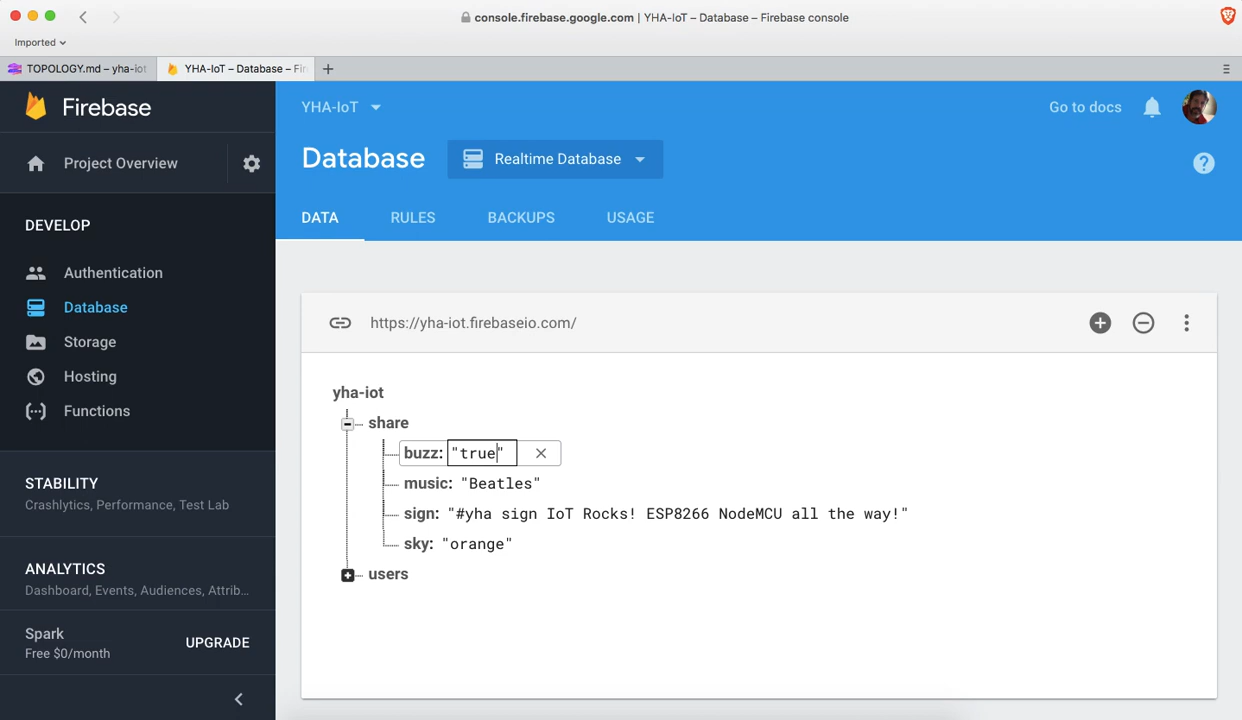 console.firebase.google.com | YHA-IoT – Database – Firebase console
Imported
TOPOLOGY.md – yha-iot
YHA-IoT – Database – Fir
Firebase
YHA-IoT
Go to docs
Project Overview
Database
Realtime Database
DATA
RULES
BACKUPS
USAGE
DEVELOP
Authentication
Database
Storage
Hosting
Functions
https://yha-iot.firebaseio.com/
yha-iot
share
buzz: "true"
music: "Beatles"
sign: "#yha sign IoT Rocks! ESP8266 NodeMCU all the way!"
sky: "orange"
users
STABILITY
Crashlytics, Performance, Test Lab
ANALYTICS
Dashboard, Events, Audiences, Attrib...
Spark
Free $0/month
UPGRADE